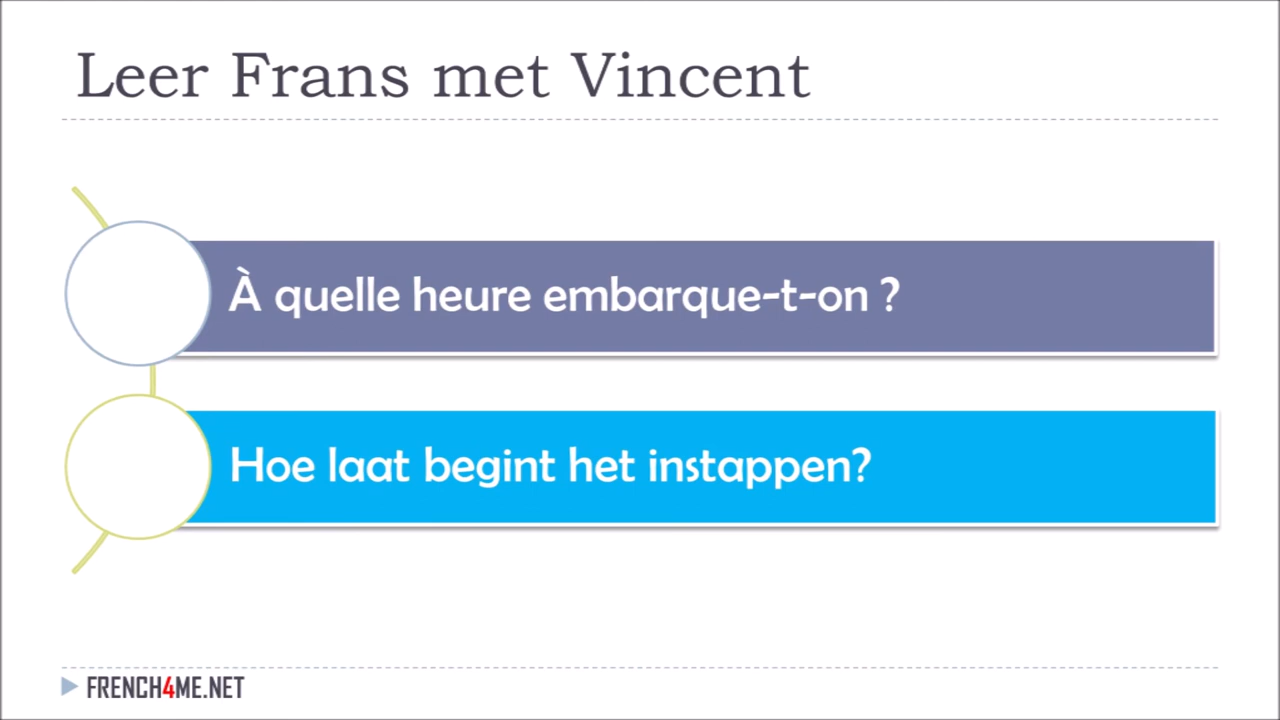 Leer Frans met Vincent
À quelle heure embarque-t-on ?
Hoe laat begint het instappen?
FRENCH4ME.NET